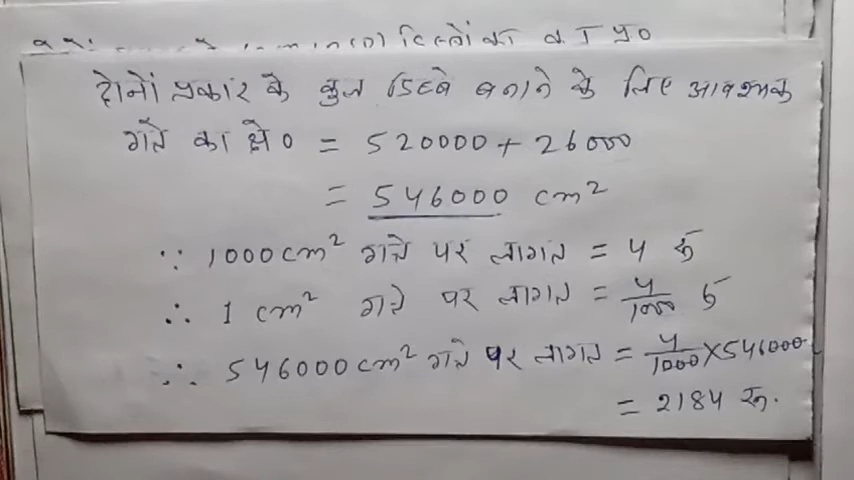 डिब्बों का
दोनों प्रकार के कुल डिब्बे बनाने के लिए आवश्यक
गत्ते का क्षे० = 520000 + 26000
= 546000 cm²
∵ 1000 cm² गत्ते पर लागत = 4 रू
∴ 1 cm² गत्ते पर लागत = 4/1000 रू
∴ 546000 cm² गत्ते पर लागत = 4/1000 × 546000
= 2184 रू.